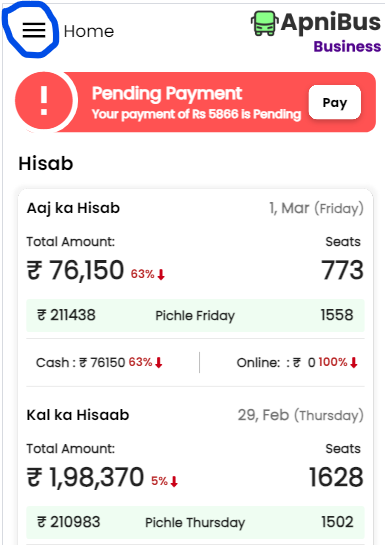 Home
ApniBus
Business
!
Pending Payment
Your payment of Rs 5866 is Pending
Pay
Hisab
Aaj ka Hisab 1, Mar (Friday)
Total Amount: Seats
₹ 76,150 63% ↓ 773
₹ 211438 Pichle Friday 1558
Cash : ₹ 76150 63% ↓ Online: : ₹ 0 100% ↓
Kal ka Hisaab 29, Feb (Thursday)
Total Amount: Seats
₹ 1,98,370 5% ↓ 1628
₹ 210983 Pichle Thursday 1502